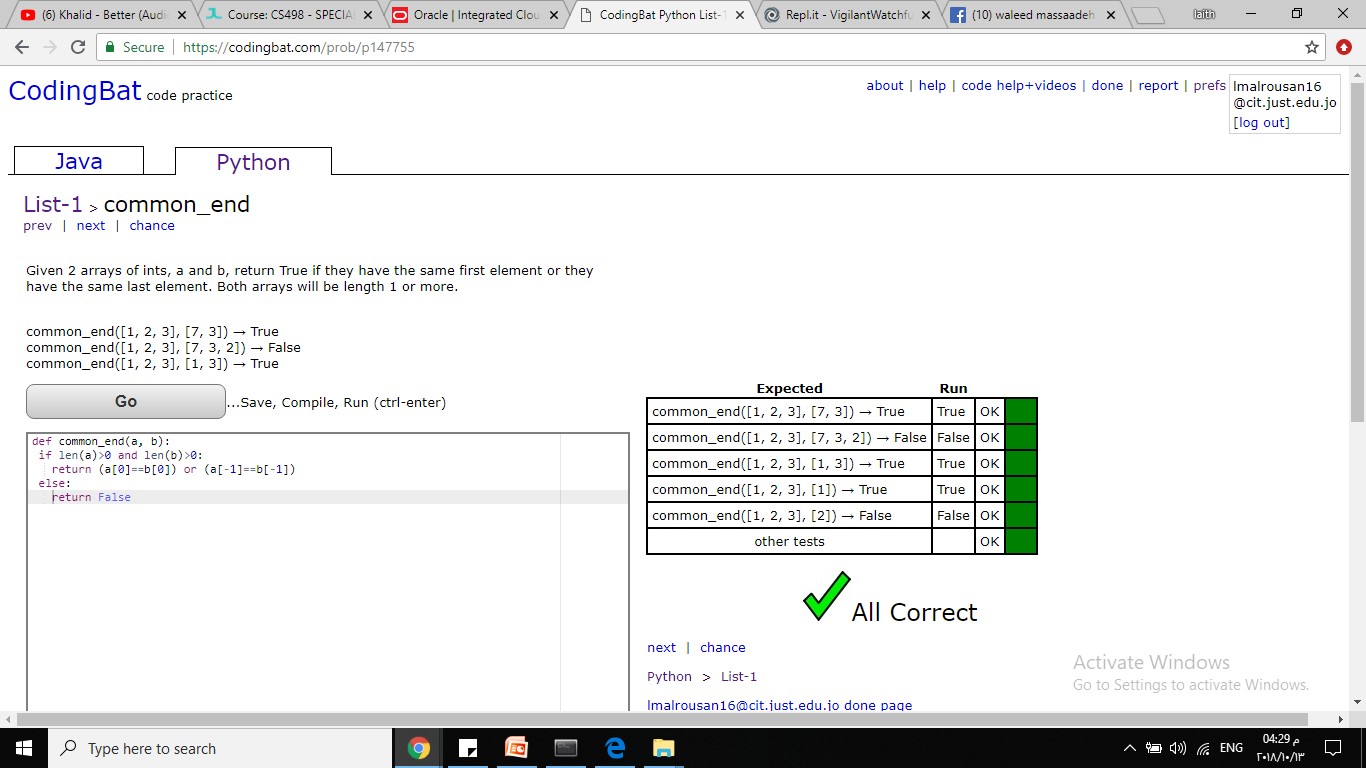 (6) Khalid - Better (Audi
Course: CS498 - SPECIA
Oracle | Integrated Clou
CodingBat Python List-1
Repl.it - VigilantWatchfu
(10) waleed massaadeh
laith
Secure
https://codingbat.com/prob/p147755
CodingBat code practice
about | help | code help+videos | done | report | prefs
lmalrousan16
@cit.just.edu.jo
[log out]
Java
Python
List-1 > common_end
prev | next | chance
Given 2 arrays of ints, a and b, return True if they have the same first element or they
have the same last element. Both arrays will be length 1 or more.
common_end([1, 2, 3], [7, 3]) → True
common_end([1, 2, 3], [7, 3, 2]) → False
common_end([1, 2, 3], [1, 3]) → True
Go
...Save, Compile, Run (ctrl-enter)
def common_end(a, b):
if len(a)>0 and len(b)>0:
return (a[0]==b[0]) or (a[-1]==b[-1])
else:
return False
Expected Run
common_end([1, 2, 3], [7, 3]) → True True OK
common_end([1, 2, 3], [7, 3, 2]) → False False OK
common_end([1, 2, 3], [1, 3]) → True True OK
common_end([1, 2, 3], [1]) → True True OK
common_end([1, 2, 3], [2]) → False False OK
other tests OK
All Correct
next | chance
Python > List-1
lmalrousan16@cit.just.edu.jo done page
Activate Windows
Go to Settings to activate Windows.
Type here to search
ENG
04:29 م
٢٠١٨/١٠/١٣